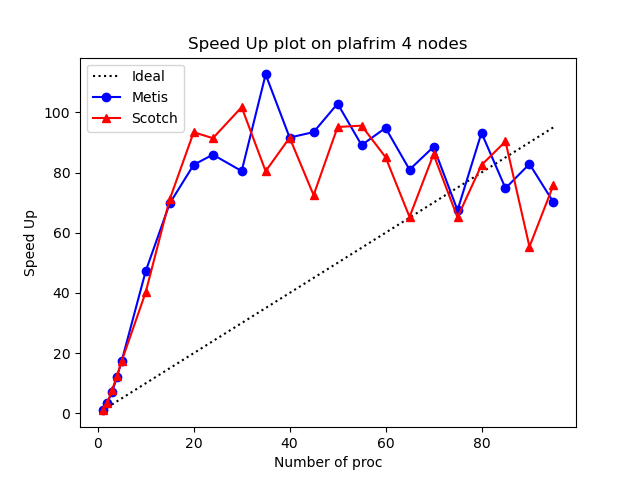 Speed Up plot on plafrim 4 nodes
Ideal
Metis
Scotch
Speed Up
100
80
60
40
20
0
0 20 40 60 80
Number of proc